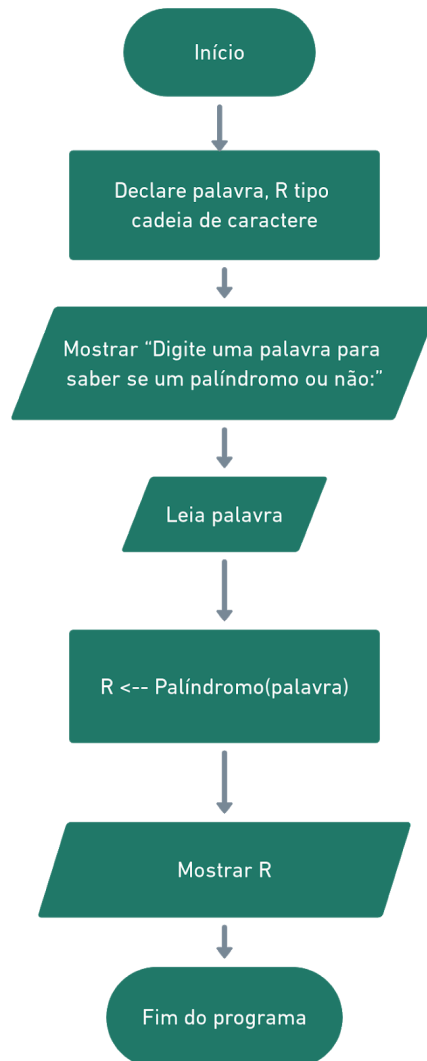 Início
Declare palavra, R tipo
cadeia de caractere
Mostrar “Digite uma palavra para
saber se um palíndromo ou não:”
Leia palavra
R <-- Palíndromo(palavra)
Mostrar R
Fim do programa